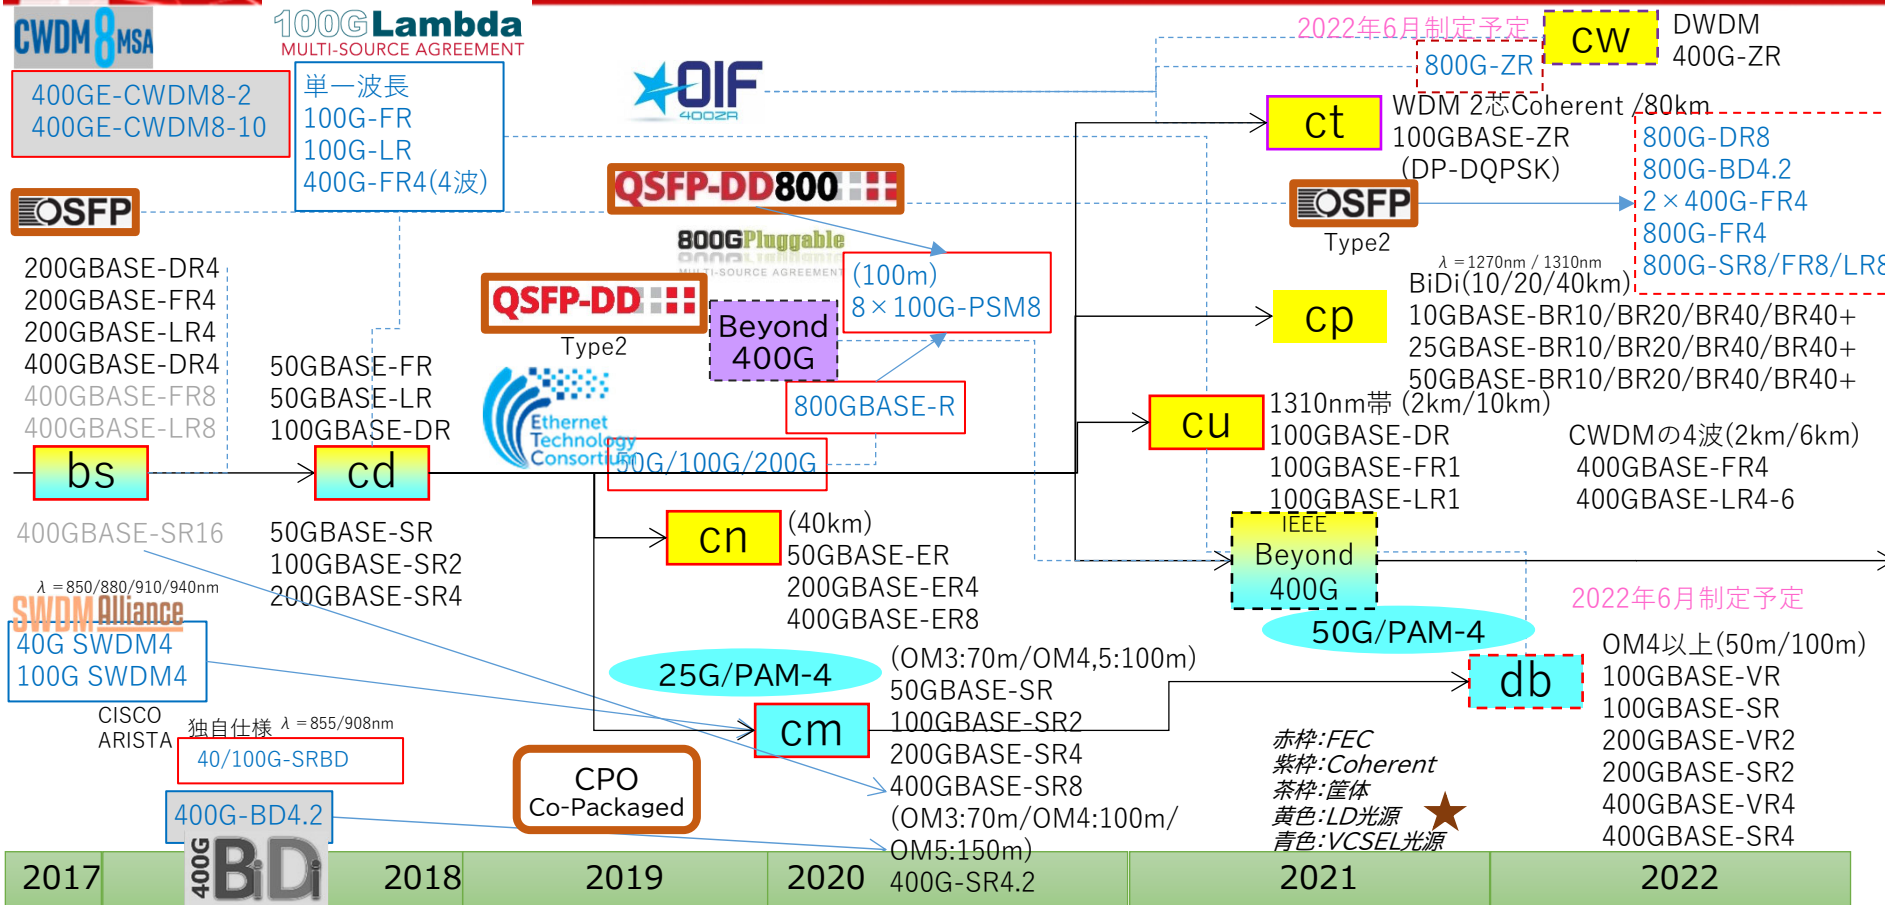 CWDM8 MSA
400GE-CWDM8-2
400GE-CWDM8-10
100G Lambda
MULTI-SOURCE AGREEMENT
単一波長
100G-FR
100G-LR
400G-FR4(4波)
OIF
400ZR
2022年6月制定予定
800G-ZR
cw
DWDM
400G-ZR
ct
WDM 2芯Coherent /80km
100GBASE-ZR
(DP-DQPSK)
800G-DR8
800G-BD4.2
2×400G-FR4
800G-FR4
800G-SR8/FR8/LR8
OSFP
QSFP-DD800
OSFP
Type2
800G Pluggable
MULTI-SOURCE AGREEMENT
(100m)
8×100G-PSM8
QSFP-DD
Type2
Beyond
400G
200GBASE-DR4
200GBASE-FR4
200GBASE-LR4
400GBASE-DR4
400GBASE-FR8
400GBASE-LR8
50GBASE-FR
50GBASE-LR
100GBASE-DR
λ=1270nm / 1310nm
cp
BiDi(10/20/40km)
10GBASE-BR10/BR20/BR40/BR40+
25GBASE-BR10/BR20/BR40/BR40+
50GBASE-BR10/BR20/BR40/BR40+
Ethernet
Technology
Consortium
800GBASE-R
50G/100G/200G
cu
1310nm帯 (2km/10km)
100GBASE-DR
100GBASE-FR1
100GBASE-LR1
CWDMの4波(2km/6km)
400GBASE-FR4
400GBASE-LR4-6
bs
cd
400GBASE-SR16
50GBASE-SR
100GBASE-SR2
200GBASE-SR4
cn
(40km)
50GBASE-ER
200GBASE-ER4
400GBASE-ER8
IEEE
Beyond
400G
50G/PAM-4
λ=850/880/910/940nm
SWDM Alliance
40G SWDM4
100G SWDM4
CISCO
ARISTA
独自仕様 λ=855/908nm
40/100G-SRBD
400G-BD4.2
400G BiDi
25G/PAM-4
cm
(OM3:70m/OM4,5:100m)
50GBASE-SR
100GBASE-SR2
200GBASE-SR4
400GBASE-SR8
(OM3:70m/OM4:100m/
OM5:150m)
400G-SR4.2
CPO
Co-Packaged
2022年6月制定予定
db
OM4以上(50m/100m)
100GBASE-VR
100GBASE-SR
200GBASE-VR2
200GBASE-SR2
400GBASE-VR4
400GBASE-SR4
赤枠:FEC
紫枠:Coherent
茶枠:筐体
黄色:LD光源
青色:VCSEL光源
2017
2018
2019
2020
2021
2022